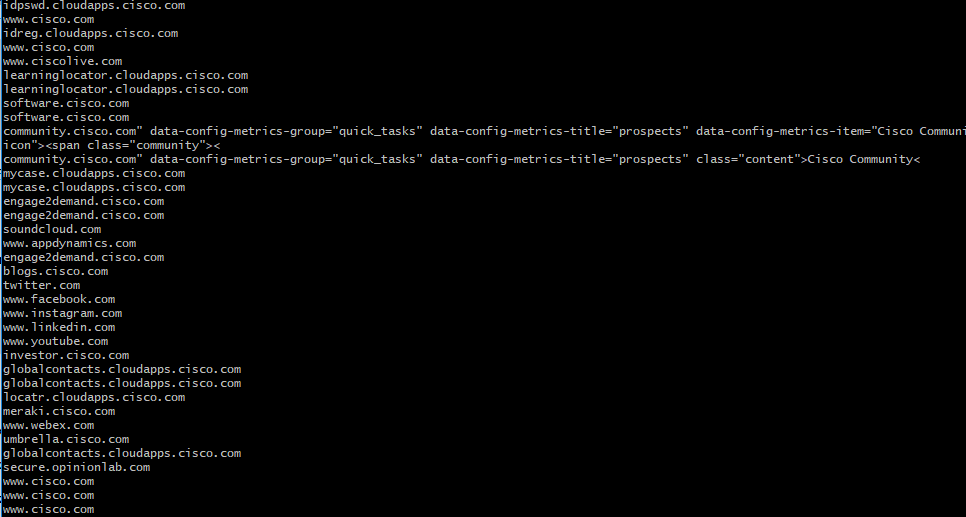 idpswd.cloudapps.cisco.com
www.cisco.com
idreg.cloudapps.cisco.com
www.cisco.com
www.ciscolive.com
learninglocator.cloudapps.cisco.com
learninglocator.cloudapps.cisco.com
software.cisco.com
software.cisco.com
community.cisco.com" data-config-metrics-group="quick_tasks" data-config-metrics-title="prospects" data-config-metrics-item="Cisco Communi
icon"><span class="community"><
community.cisco.com" data-config-metrics-group="quick_tasks" data-config-metrics-title="prospects" class="content">Cisco Community<
mycase.cloudapps.cisco.com
mycase.cloudapps.cisco.com
engage2demand.cisco.com
engage2demand.cisco.com
soundcloud.com
www.appdynamics.com
engage2demand.cisco.com
blogs.cisco.com
twitter.com
www.facebook.com
www.instagram.com
www.linkedin.com
www.youtube.com
investor.cisco.com
globalcontacts.cloudapps.cisco.com
globalcontacts.cloudapps.cisco.com
locatr.cloudapps.cisco.com
meraki.cisco.com
www.webex.com
umbrella.cisco.com
globalcontacts.cloudapps.cisco.com
secure.opinionlab.com
www.cisco.com
www.cisco.com
www.cisco.com